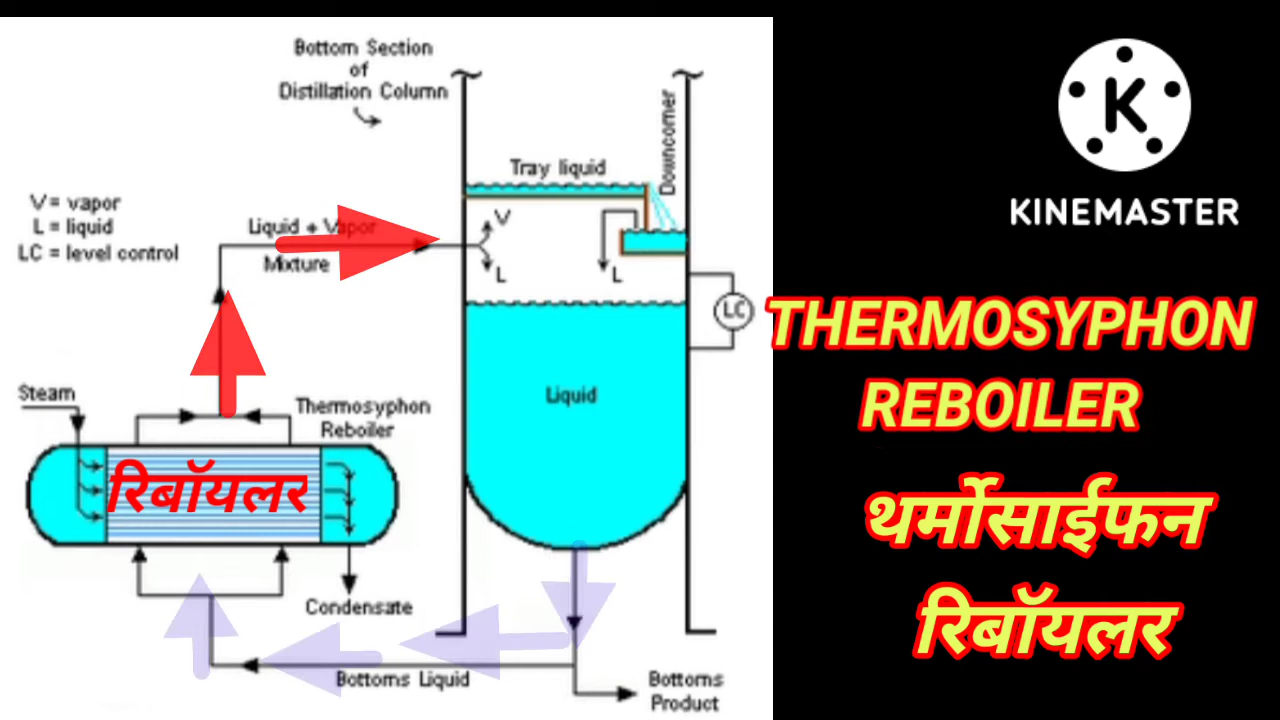 Bottom Section
of
Distillation Column
Downcomer
Tray liquid
V = vapor
L = liquid
LC = level control
Liquid + Vapor
Mixture
V
L
L
LC
Steam
Thermosyphon
Reboiler
रिबॉयलर
Liquid
Condensate
Bottoms Liquid
Bottoms
Product
K
KINEMASTER
THERMOSYPHON
REBOILER
थर्मोसाईफन
रिबॉयलर